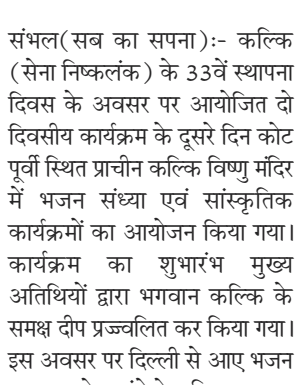 संभल(सब का सपना):- कल्कि
(सेना निष्कलंक) के 33वें स्थापना
दिवस के अवसर पर आयोजित दो
दिवसीय कार्यक्रम के दूसरे दिन कोट
पूर्वी स्थित प्राचीन कल्कि विष्णु मंदिर
में भजन संध्या एवं सांस्कृतिक
कार्यक्रमों का आयोजन किया गया।
कार्यक्रम का शुभारंभ मुख्य
अतिथियों द्वारा भगवान कल्कि के
समक्ष दीप प्रज्ज्वलित कर किया गया।
इस अवसर पर दिल्ली से आए भजन